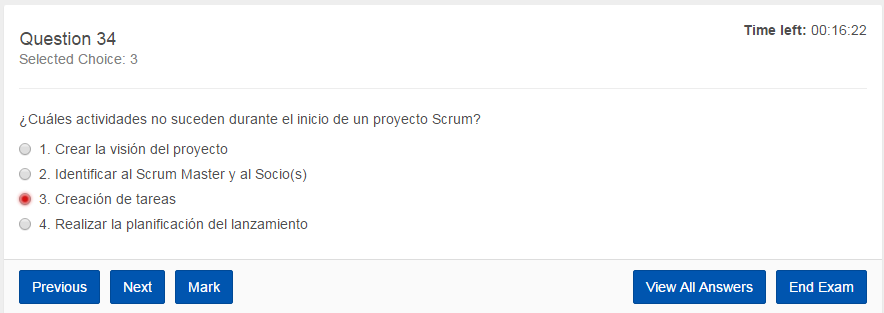 Question 34
Time left: 00:16:22
Selected Choice: 3
¿Cuáles actividades no suceden durante el inicio de un proyecto Scrum?
1. Crear la visión del proyecto
2. Identificar al Scrum Master y al Socio(s)
3. Creación de tareas
4. Realizar la planificación del lanzamiento
Previous Next Mark View All Answers End Exam